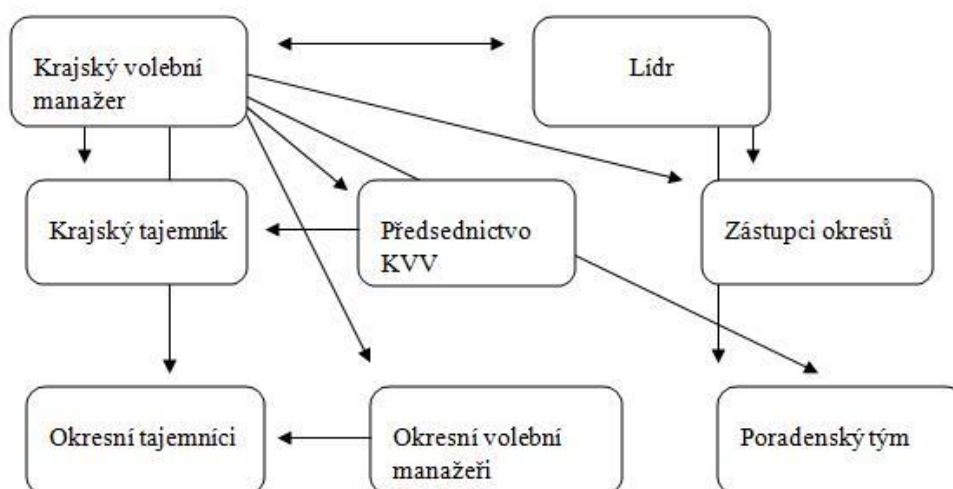 Krajský volební
manažer
Lídr
Krajský tajemník
Předsednictvo
KVV
Zástupci okresů
Okresní tajemníci
Okresní volební
manažeři
Poradenský tým